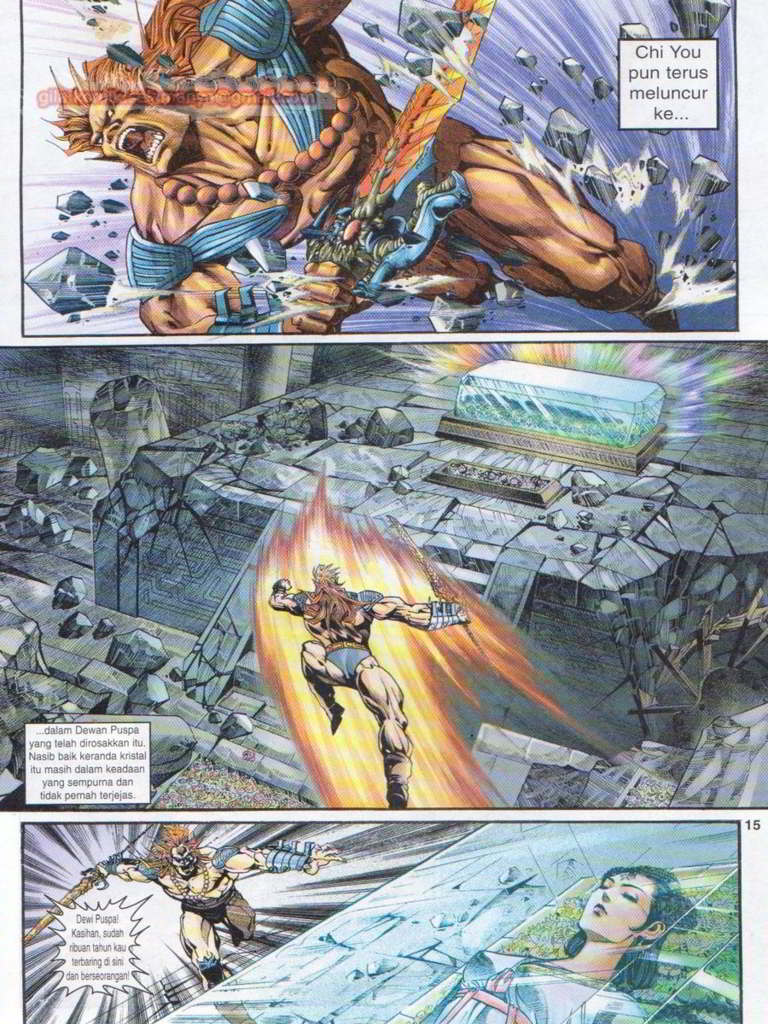 Chi You
pun terus
meluncur
ke...
...dalam Dewan Puspa
yang telah dirosakkan itu.
Nasib baik keranda kristal
itu masih dalam keadaan
yang sempurna dan
tidak pernah terjejas.
15
Dewi Puspa!
Kasihan, sudah
ribuan tahun kau
terbaring di sini
dan berseorangan!